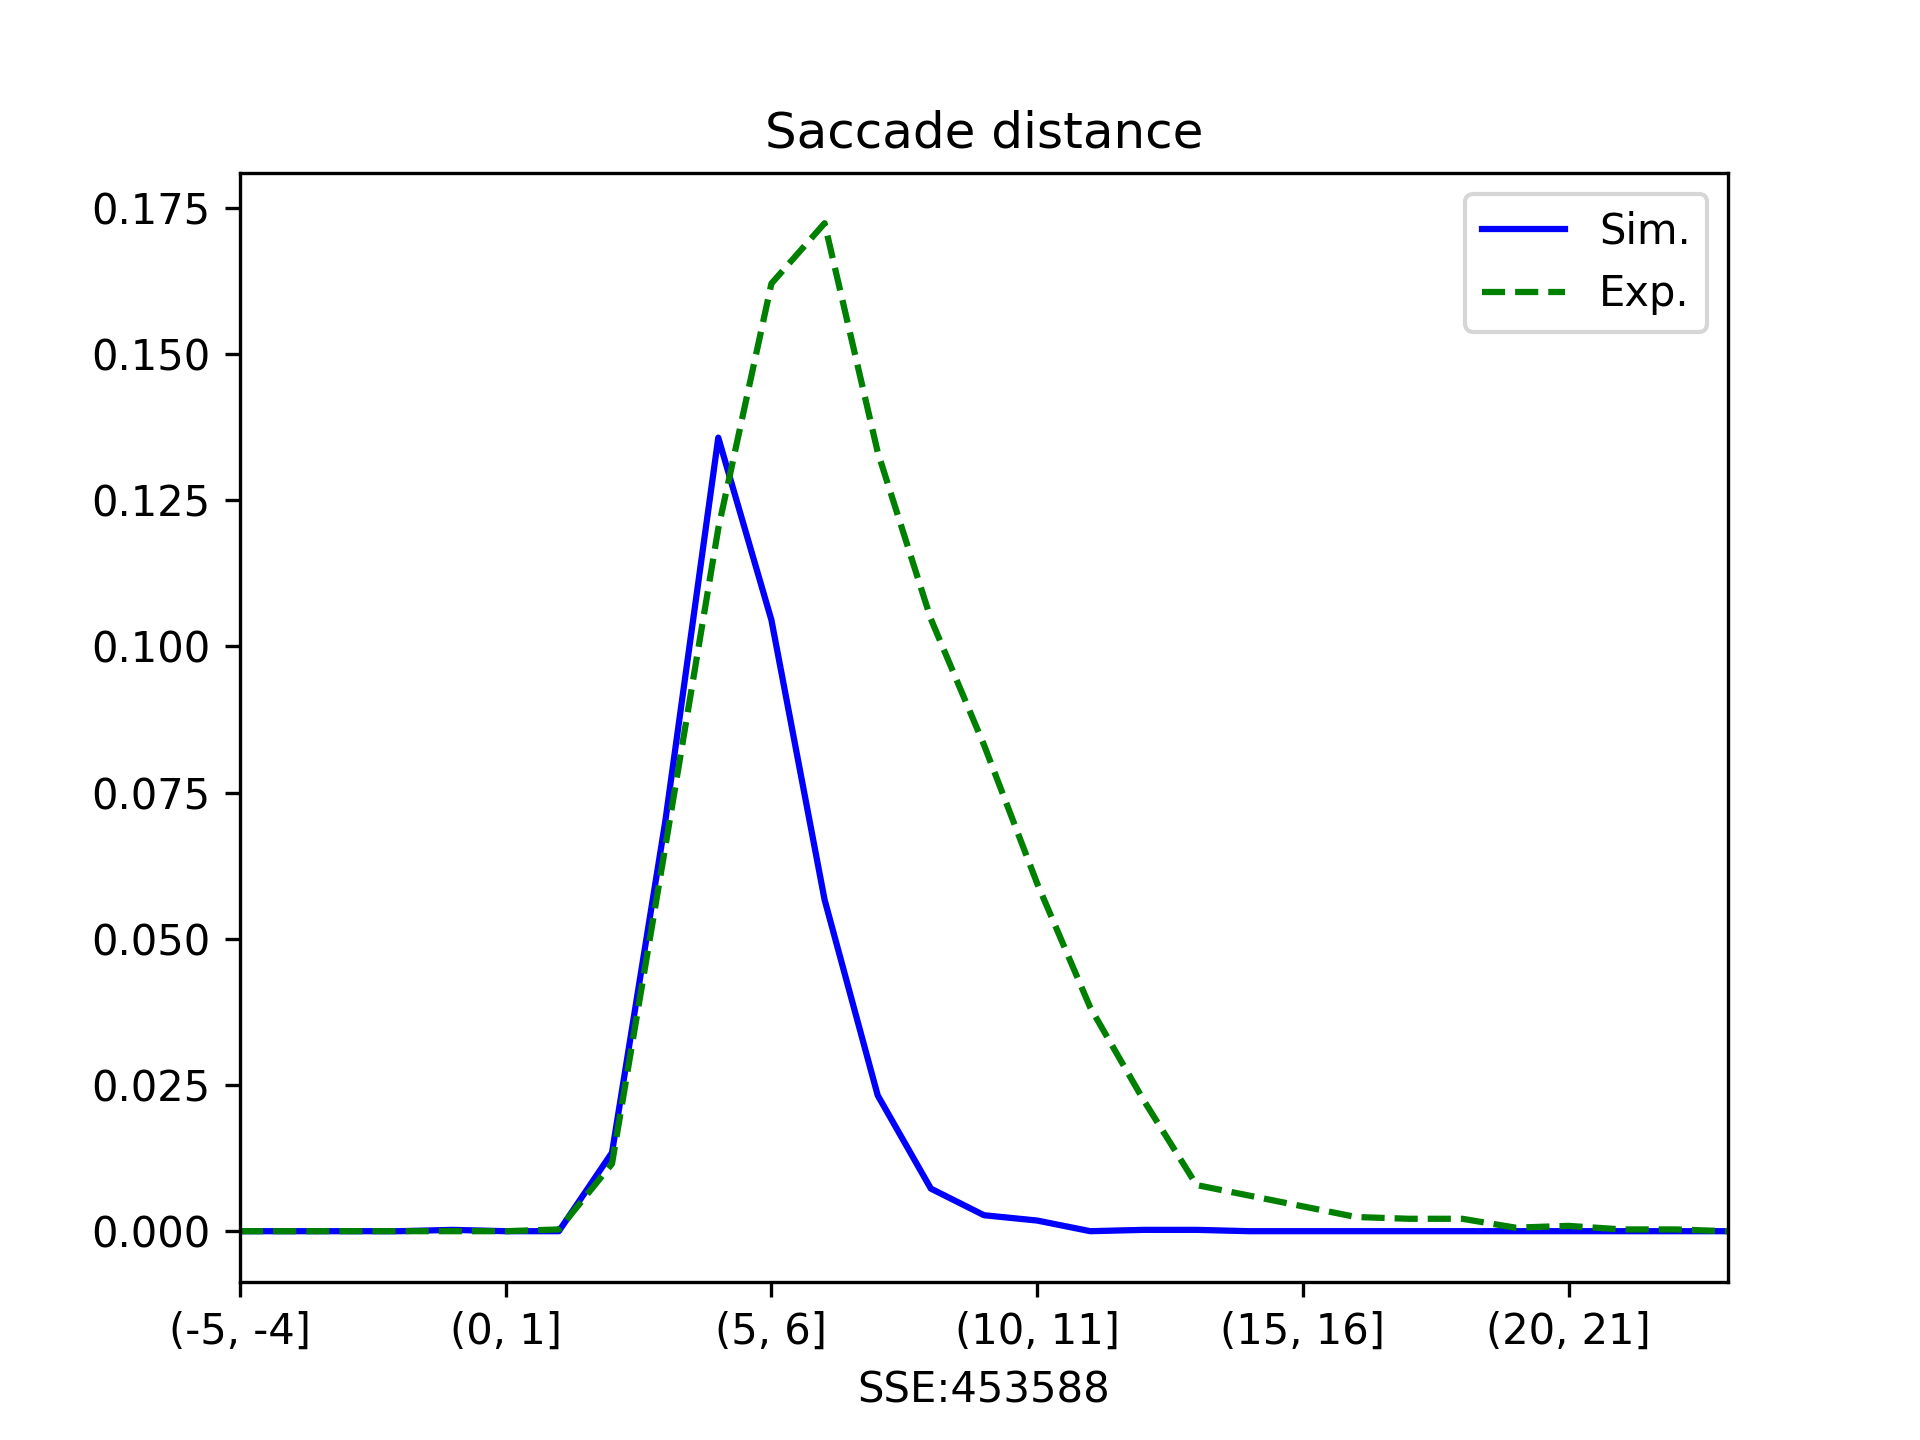 Saccade distance
0.175
0.150
0.125
0.100
0.075
0.050
0.025
0.000
Sim.
Exp.
(-5, -4] (0, 1] (5, 6] (10, 11] (15, 16] (20, 21]
SSE:453588